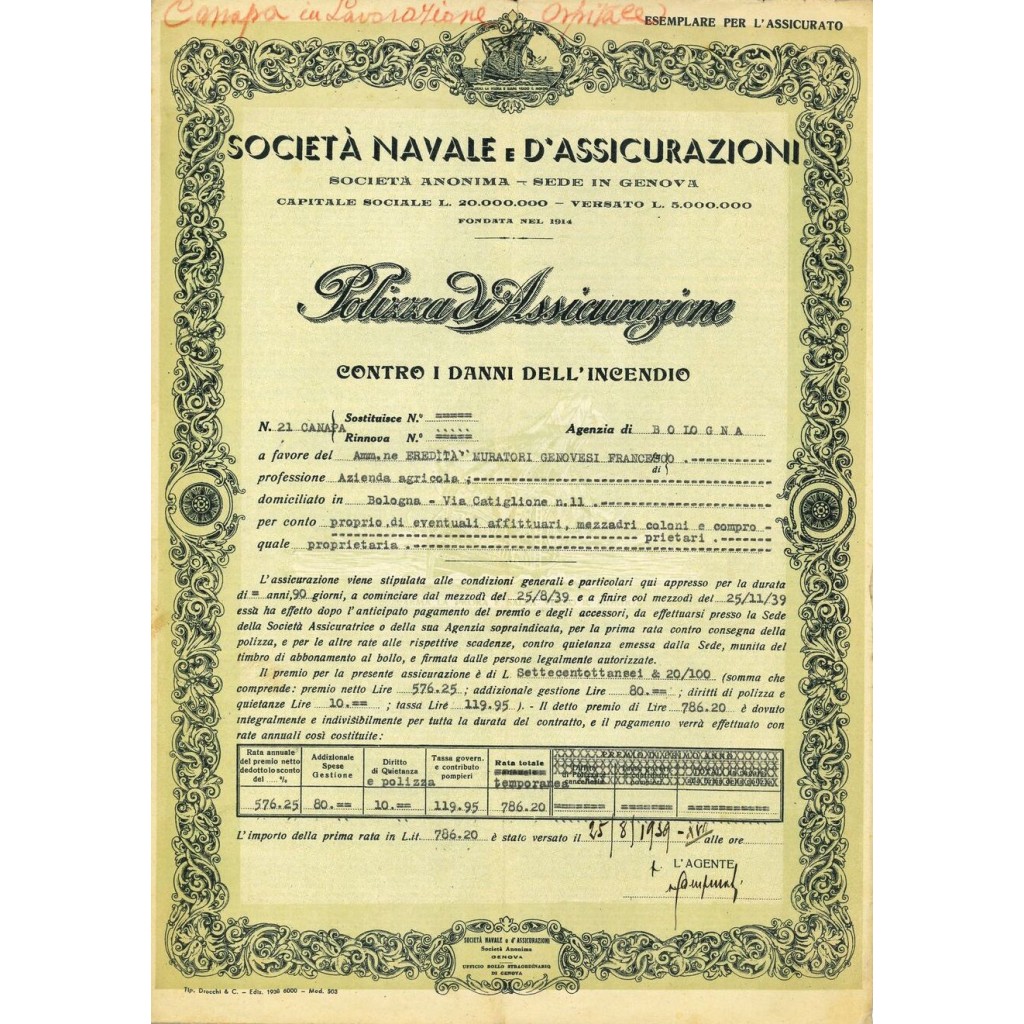 Canapa in Lavorazione Ospitale
ESEMPLARE PER L'ASSICURATO
SOCIETÀ NAVALE E D'ASSICURAZIONI
SOCIETÀ ANONIMA – SEDE IN GENOVA
CAPITALE SOCIALE L. 20.000.000 – VERSATO L. 5.000.000
FONDATA NEL 1914
Polizza di Assicurazione
CONTRO I DANNI DELL'INCENDIO
N. 21 CANAPA Sostituisce N.° ===== Agenzia di BOLOGNA
Rinnova N.° =====
a favore del Amm.ne EREDITA' MURATORI GENOVESI FRANCESCO .
di
professione Azienda agricola ;
domiciliato in Bologna - Via Catiglione n.11 .
per conto proprio,di eventuali affittuari, mezzadri coloni e compro -
prietari .
quale proprietaria .
L'assicurazione viene stipulata alle condizioni generali e particolari qui appresso per la durata
di = anni,90 giorni, a cominciare dal mezzodì del 25/8/39 e a finire col mezzodì del 25/11/39
essa ha effetto dopo l'anticipato pagamento del premio e degli accessori, da effettuarsi presso la Sede
della Società Assicuratrice o della sua Agenzia sopraindicata, per la prima rata contro consegna della
polizza, e per le altre rate alle rispettive scadenze, contro quietanza emessa dalla Sede, munita del
timbro di abbonamento al bollo, e firmata dalle persone legalmente autorizzate.
Il premio per la presente assicurazione è di L Settecentottansei & 20/100 (somma che
comprende: premio netto Lire 576.25 ; addizionale gestione Lire 80.== ; diritti di polizza e
quietanze Lire 10.== ; tassa Lire 119.95 ). - Il detto premio di Lire 786.20 è dovuto
integralmente e indivisibilmente per tutta la durata del contratto, e il pagamento verrà effettuato con
rate annuali così costituite:
Rata annuale del premio netto dedotto lo sconto del ..... %
Addizionale Spese Gestione
Diritto di Quietanza e polizza
Tassa govern. e contributo pompieri
Rata totale temporanea
PREMIO DI PRIMO ANNO
576.25 80.== 10.== 119.95 786.20
L'importo della prima rata in Lit. 786.20 è stato versato il 25/8/1939-XVII alle ore
L'AGENTE
SOCIETÀ NAVALE e d'ASSICURAZIONI
Società Anonima
GENOVA
UFFICIO BOLLO STRAORDINARIO
DI GENOVA
Tip. Drocchi & C. – Ediz. 1938 6000 – Mod. 502